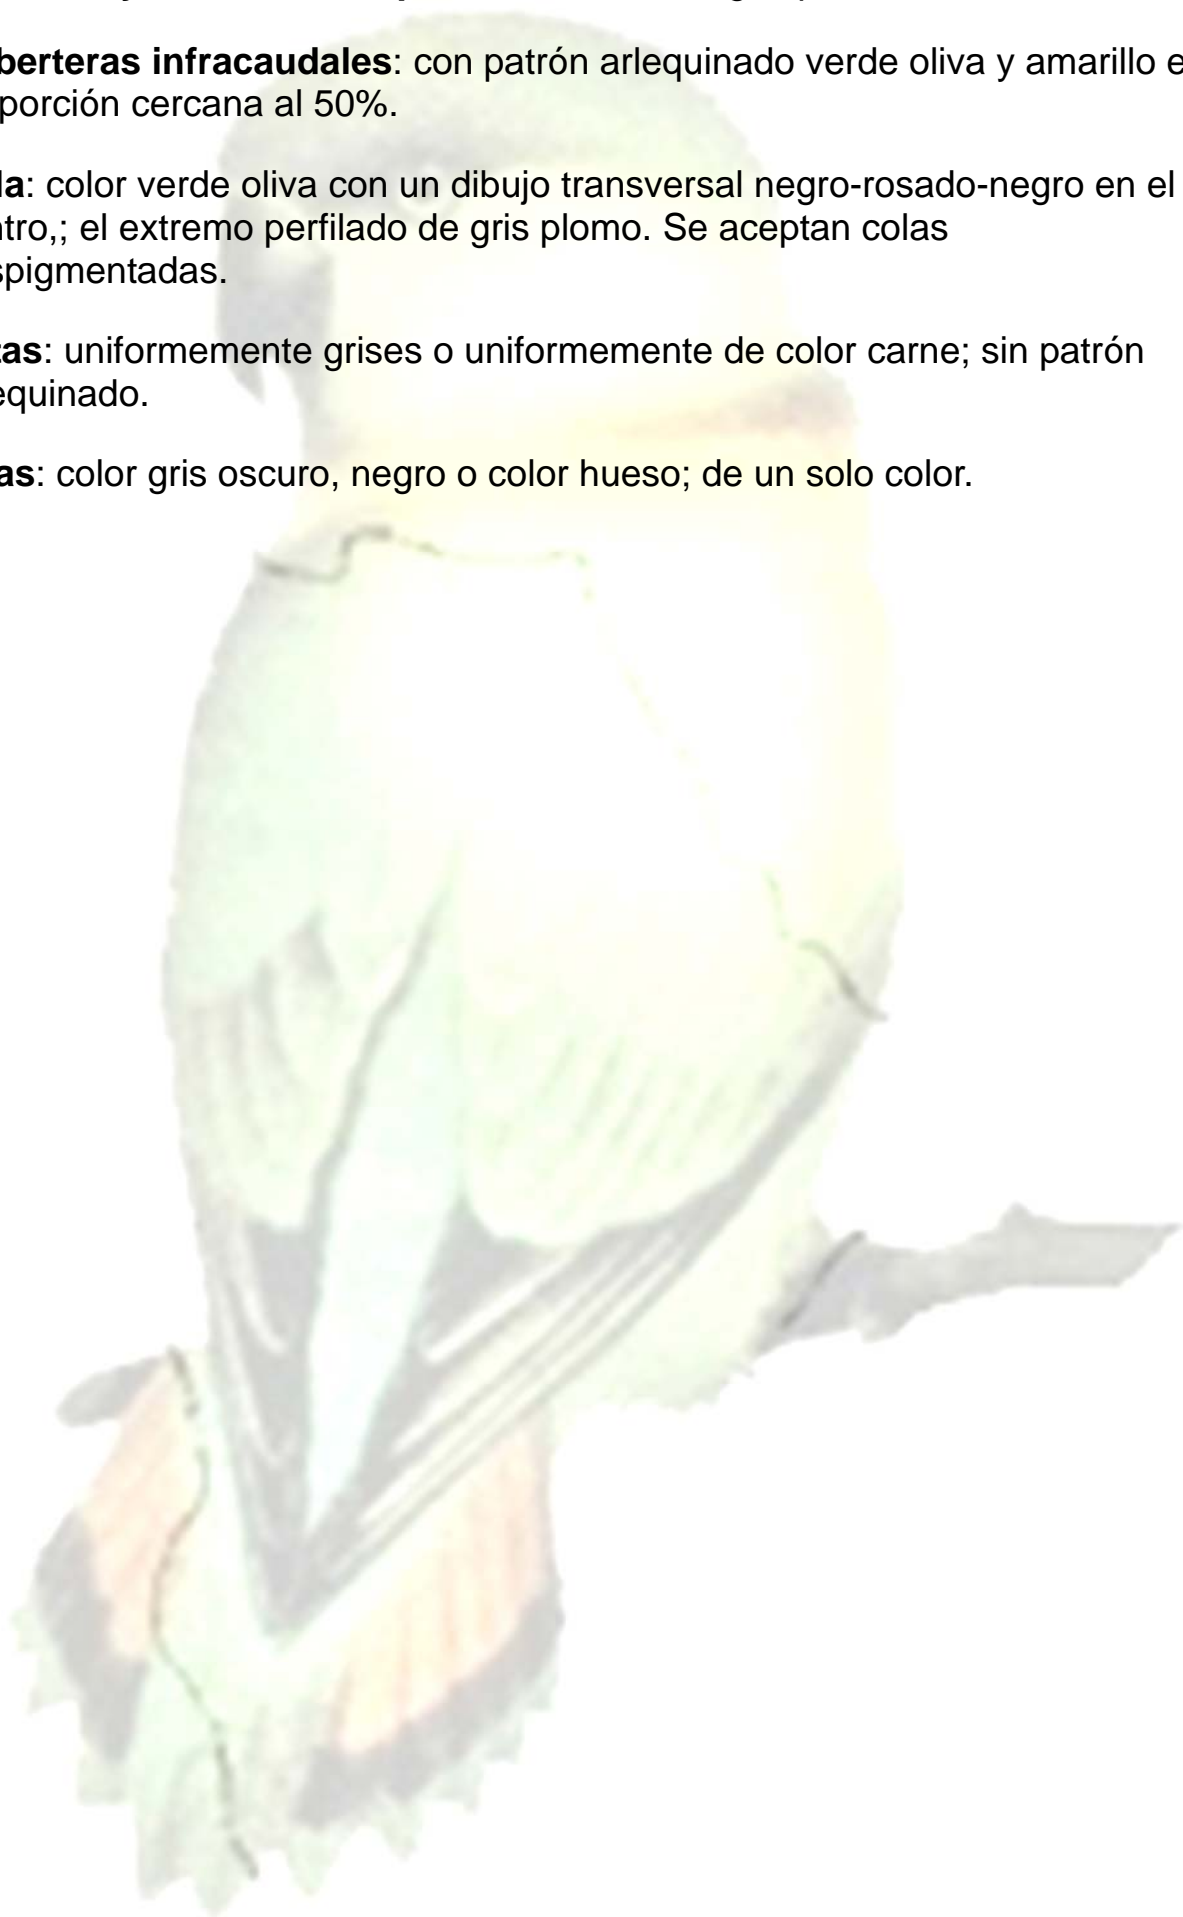 berteras infracaudales: con patrón arlequinado verde oliva y amarillo e
porción cercana al 50%.
la: color verde oliva con un dibujo transversal negro-rosado-negro en el
ntro,; el extremo perfilado de gris plomo. Se aceptan colas
spigmentadas.
tas: uniformemente grises o uniformemente de color carne; sin patrón
equinado.
as: color gris oscuro, negro o color hueso; de un solo color.